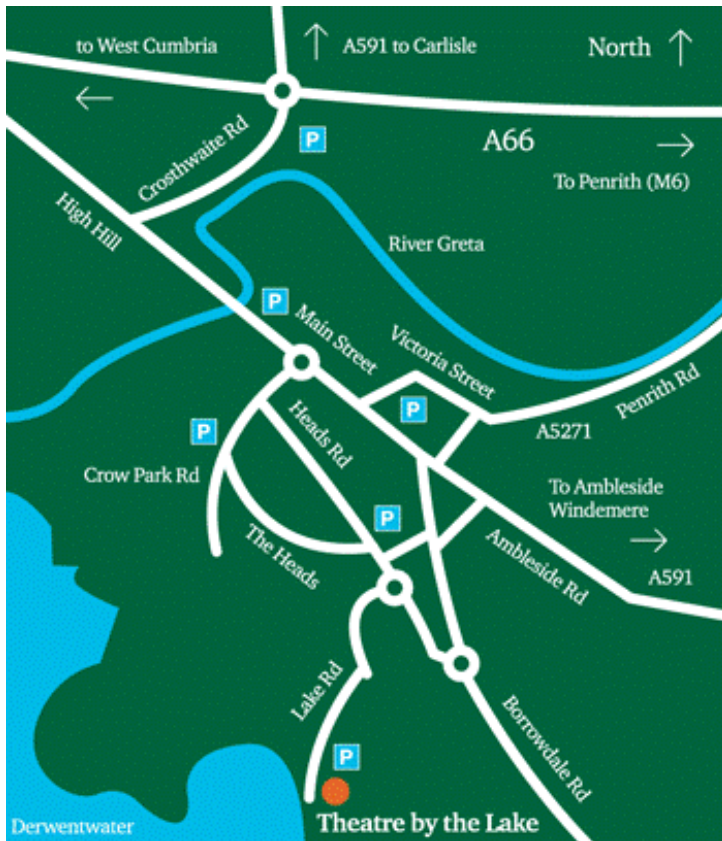 to West Cumbria
A591 to Carlisle
North
Crosthwaite Rd
P
A66
To Penrith (M6)
High Hill
River Greta
P
Main Street
Victoria Street
Penrith Rd
P
P
A5271
Heads Rd
Crow Park Rd
To Ambleside
Windemere
P
The Heads
Ambleside Rd
A591
Lake Rd
Borrowdale Rd
P
Theatre by the Lake
Derwentwater